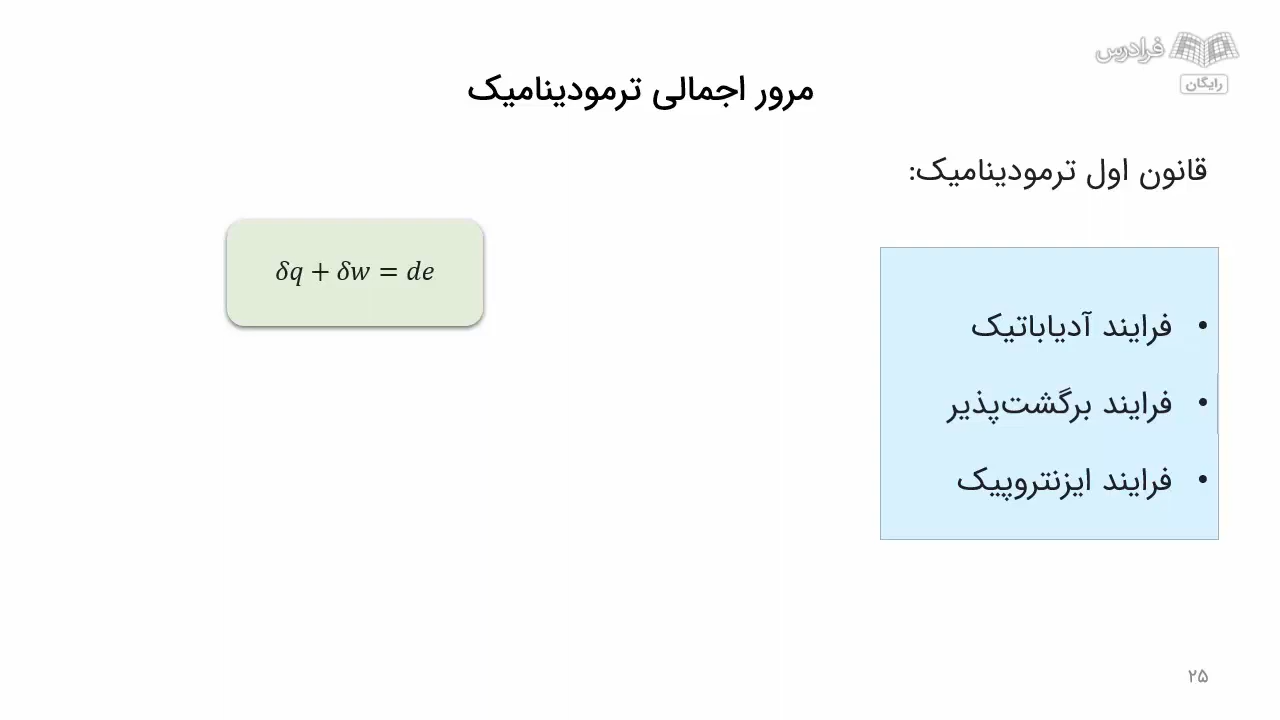 فرادرس
رایگان
مرور اجمالی ترمودینامیک
قانون اول ترمودینامیک:
δq + δw = de
• فرایند آدیاباتیک
• فرایند برگشت‌پذیر
• فرایند ایزنتروپیک
۲۵